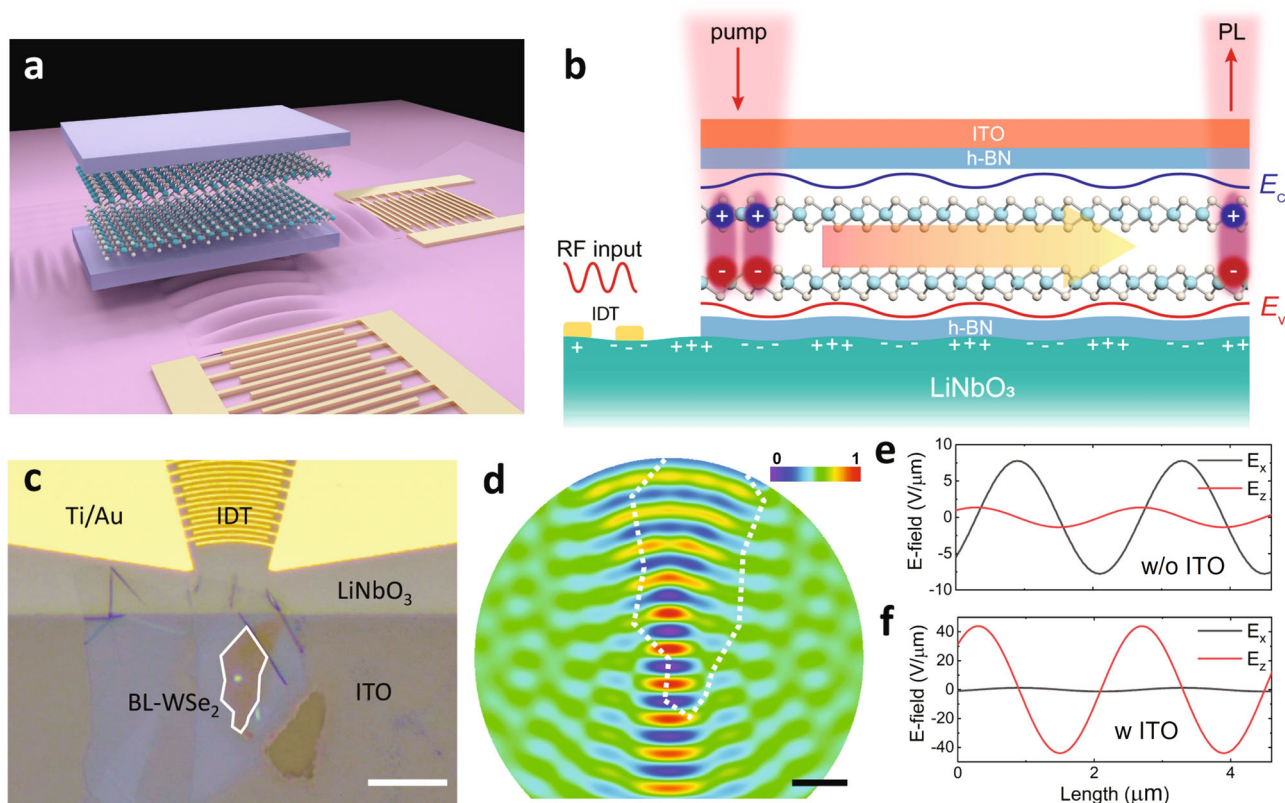 a
b
pump
PL
ITO
h-BN
E_C
+ + +
RF input
- - -
IDT
E_V
h-BN
+ - - - +++ - - - +++ - - - +++ - - - ++
LiNbO₃
c
Ti/Au
IDT
LiNbO₃
BL-WSe₂
ITO
d
0 1
e
E-field (V/μm)
10
5
0
-5
-10
Eₓ
E_z
w/o ITO
f
E-field (V/μm)
40
20
0
-20
-40
Eₓ
E_z
w ITO
0 2 4
Length (μm)